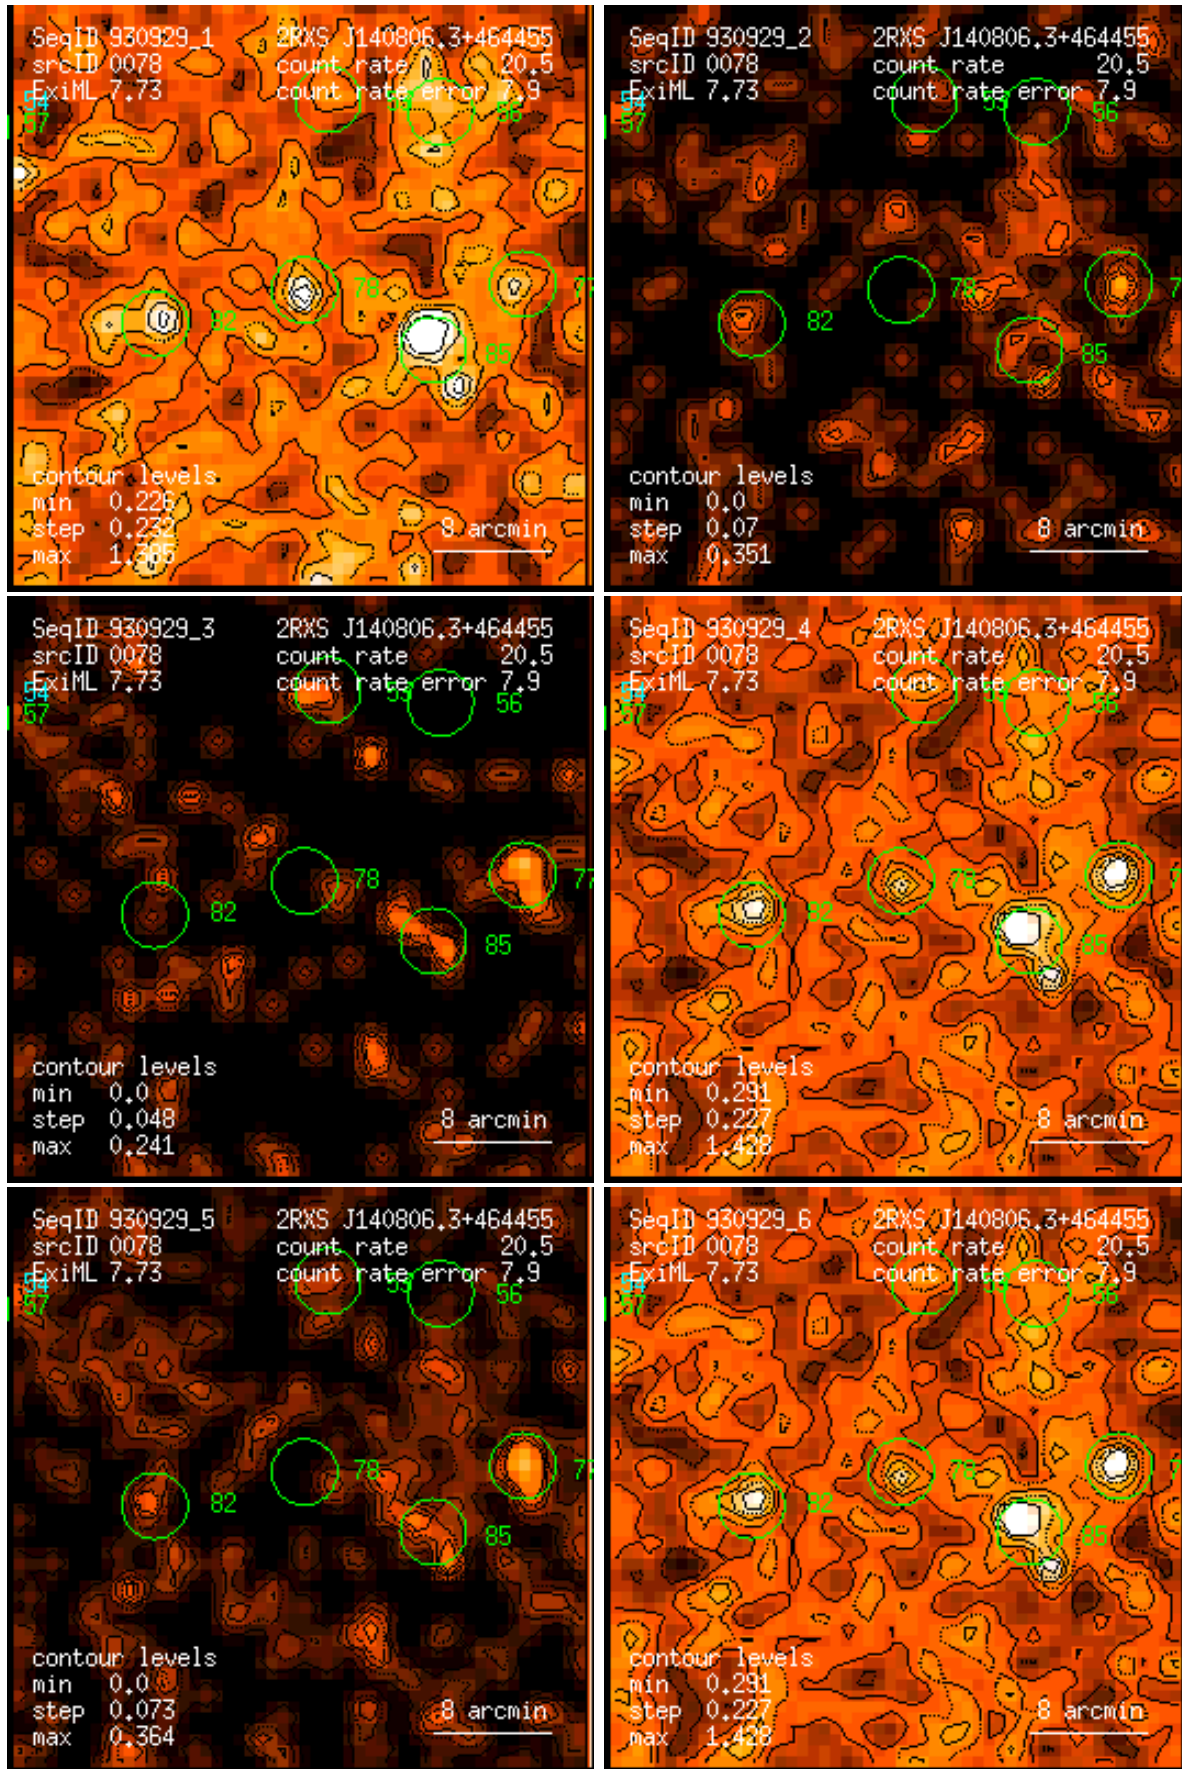 SeqID 930929_1 2RXS J140806.3+464455
srcID 0078 count rate 20.5
ExiML 7.73 count rate error 7.9
54
57
59 56
78 77
82
85
contour levels
min 0.226
step 0.232
max 1.385
8 arcmin
SeqID 930929_2 2RXS J140806.3+464455
srcID 0078 count rate 20.5
ExiML 7.73 count rate error 7.9
54
57
56
78 7
82
85
contour levels
min 0.0
step 0.07
max 0.351
8 arcmin
SeqID 930929_3 2RXS J140806.3+464455
srcID 0078 count rate 20.5
ExiML 7.73 count rate error 7.9
54
57
56
78 77
82
85
contour levels
min 0.0
step 0.048
max 0.241
8 arcmin
SeqID 930929_4 2RXS J140806.3+464455
srcID 0078 count rate 20.5
ExiML 7.73 count rate error 7.9
54
57
56
78 7
82
85
contour levels
min 0.291
step 0.227
max 1.428
8 arcmin
SeqID 930929_5 2RXS J140806.3+464455
srcID 0078 count rate 20.5
ExiML 7.73 count rate error 7.9
54
57
56
78 77
82
85
contour levels
min 0.0
step 0.073
max 0.364
8 arcmin
SeqID 930929_6 2RXS J140806.3+464455
srcID 0078 count rate 20.5
ExiML 7.73 count rate error 7.9
54
57
56
78 7
82
85
contour levels
min 0.291
step 0.227
max 1.428
8 arcmin